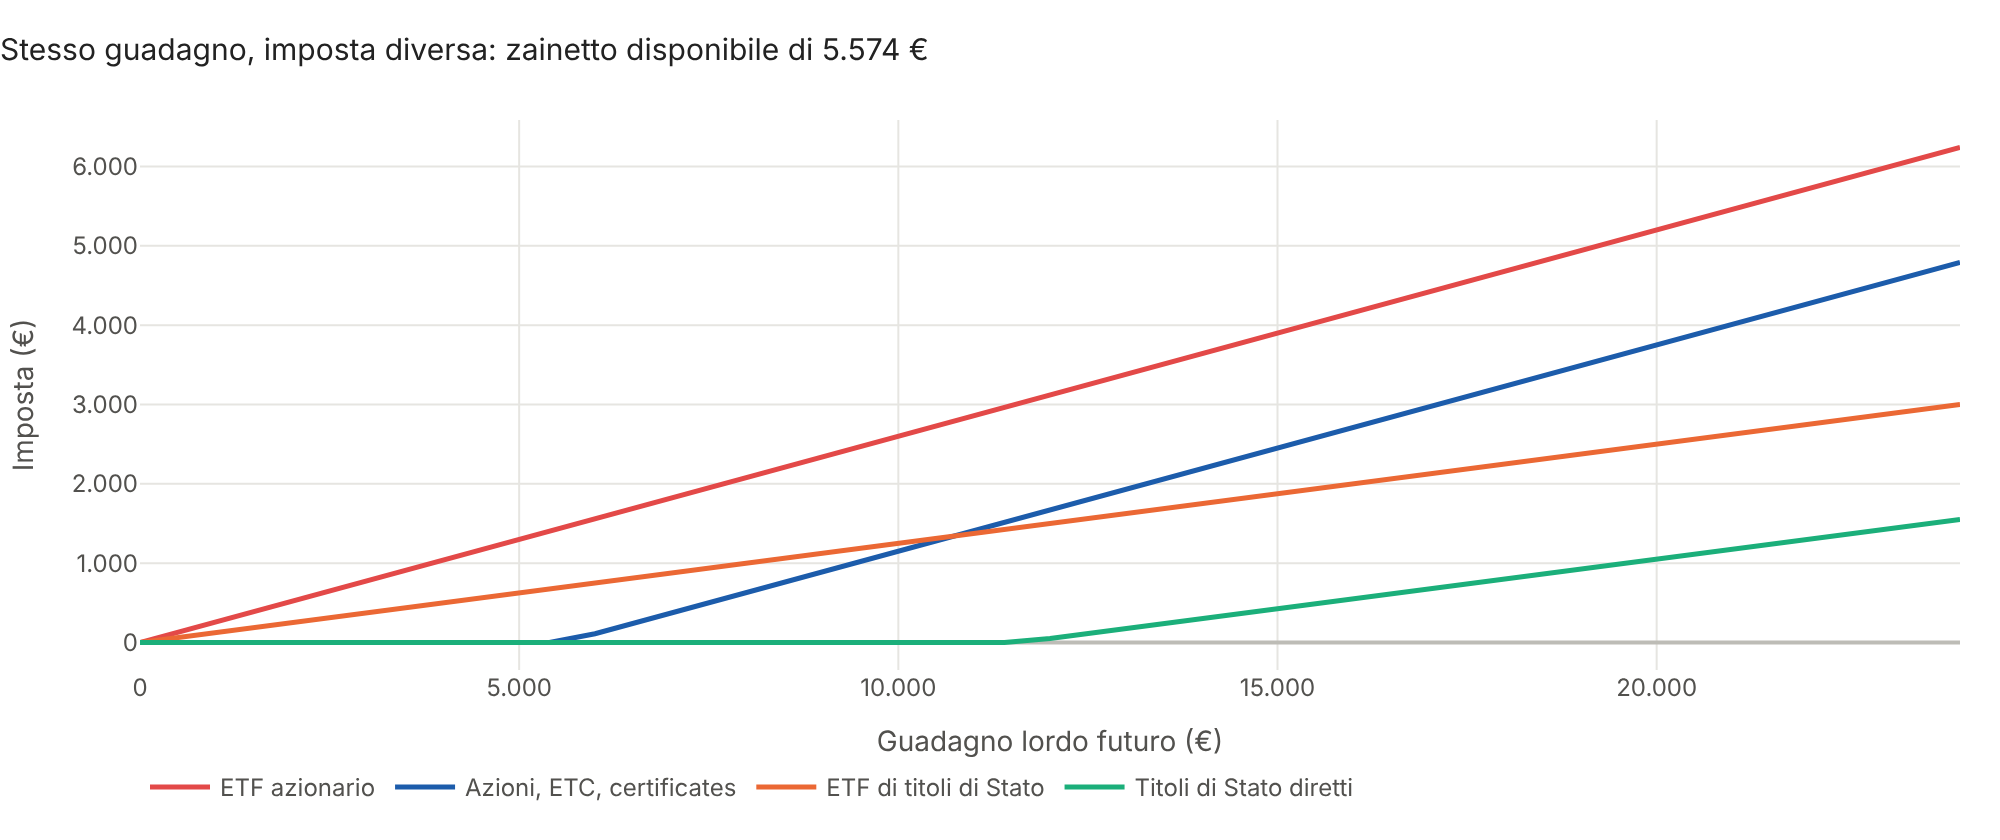 Stesso guadagno, imposta diversa: zainetto disponibile di 5.574 €
Imposta (€)
6.000
5.000
4.000
3.000
2.000
1.000
0
0 5.000 10.000 15.000 20.000
Guadagno lordo futuro (€)
ETF azionario Azioni, ETC, certificates ETF di titoli di Stato Titoli di Stato diretti